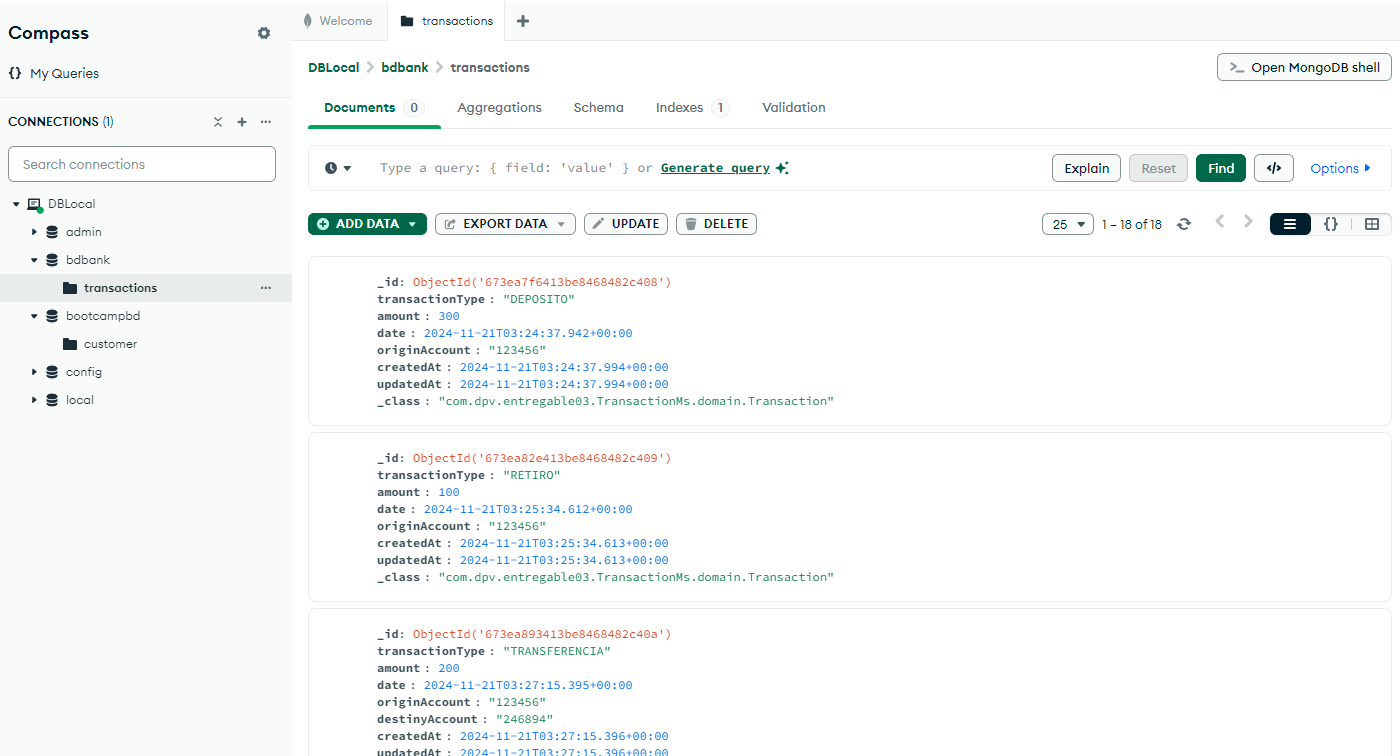 Compass
My Queries
CONNECTIONS (1)
Search connections
DBLocal
admin
bdbank
transactions
bootcampbd
customer
config
local
Welcome
transactions
DBLocal > bdbank > transactions
>_ Open MongoDB shell
Documents 0 Aggregations Schema Indexes 1 Validation
Type a query: { field: 'value' } or Generate query
Explain Reset Find </> Options
ADD DATA EXPORT DATA UPDATE DELETE
25 1 – 18 of 18 {}
_id: ObjectId('673ea7f6413be8468482c408')
transactionType : "DEPOSITO"
amount : 300
date : 2024-11-21T03:24:37.942+00:00
originAccount : "123456"
createdAt : 2024-11-21T03:24:37.994+00:00
updatedAt : 2024-11-21T03:24:37.994+00:00
_class : "com.dpv.entregable03.TransactionMs.domain.Transaction"
_id: ObjectId('673ea82e413be8468482c409')
transactionType : "RETIRO"
amount : 100
date : 2024-11-21T03:25:34.612+00:00
originAccount : "123456"
createdAt : 2024-11-21T03:25:34.613+00:00
updatedAt : 2024-11-21T03:25:34.613+00:00
_class : "com.dpv.entregable03.TransactionMs.domain.Transaction"
_id: ObjectId('673ea893413be8468482c40a')
transactionType : "TRANSFERENCIA"
amount : 200
date : 2024-11-21T03:27:15.395+00:00
originAccount : "123456"
destinyAccount : "246894"
createdAt : 2024-11-21T03:27:15.396+00:00
updatedAt : 2024-11-21T03:27:15.396+00:00